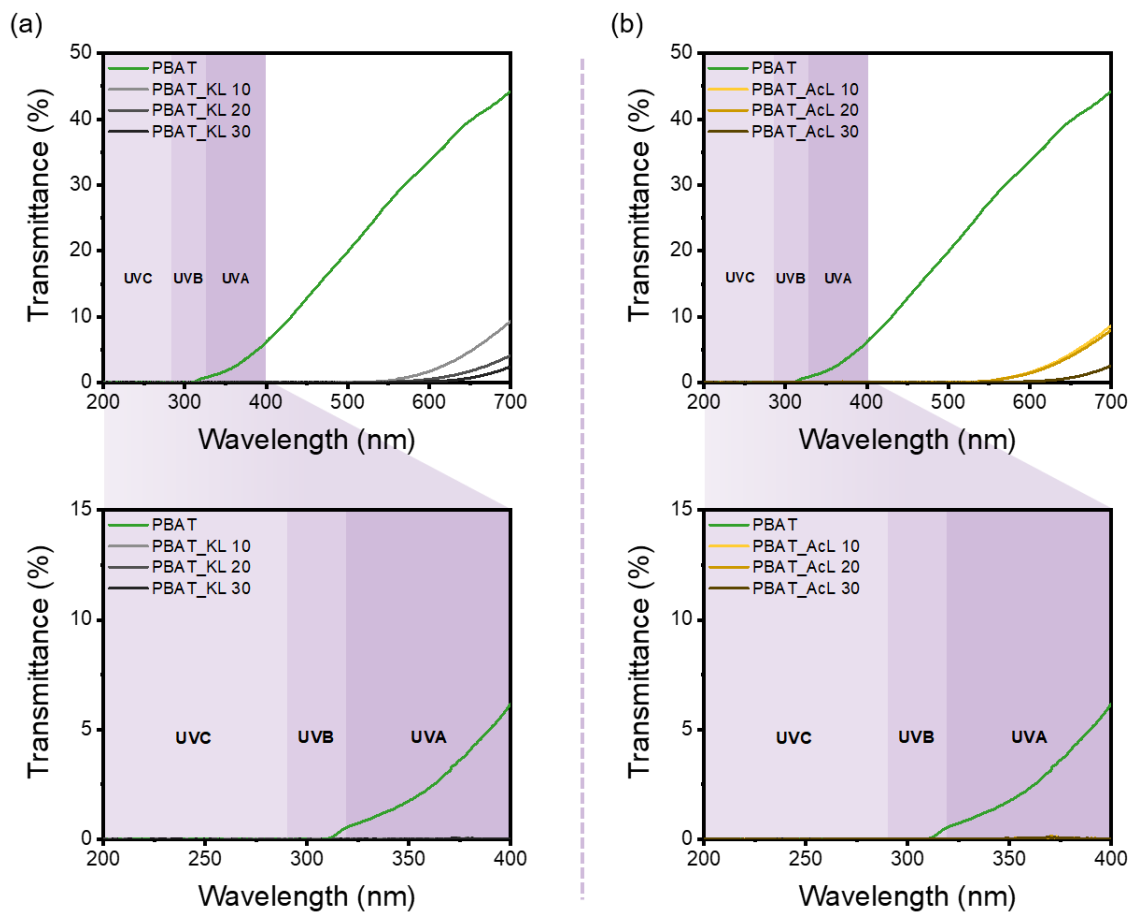 (a)
50
40
30
20
10
0
Transmittance (%)
PBAT
PBAT_KL 10
PBAT_KL 20
PBAT_KL 30
UVC UVB UVA
200 300 400 500 600 700
Wavelength (nm)
15
10
5
0
Transmittance (%)
PBAT
PBAT_KL 10
PBAT_KL 20
PBAT_KL 30
UVC UVB UVA
200 250 300 350 400
Wavelength (nm)
(b)
50
40
30
20
10
0
Transmittance (%)
PBAT
PBAT_AcL 10
PBAT_AcL 20
PBAT_AcL 30
UVC UVB UVA
200 300 400 500 600 700
Wavelength (nm)
15
10
5
0
Transmittance (%)
PBAT
PBAT_AcL 10
PBAT_AcL 20
PBAT_AcL 30
UVC UVB UVA
200 250 300 350 400
Wavelength (nm)